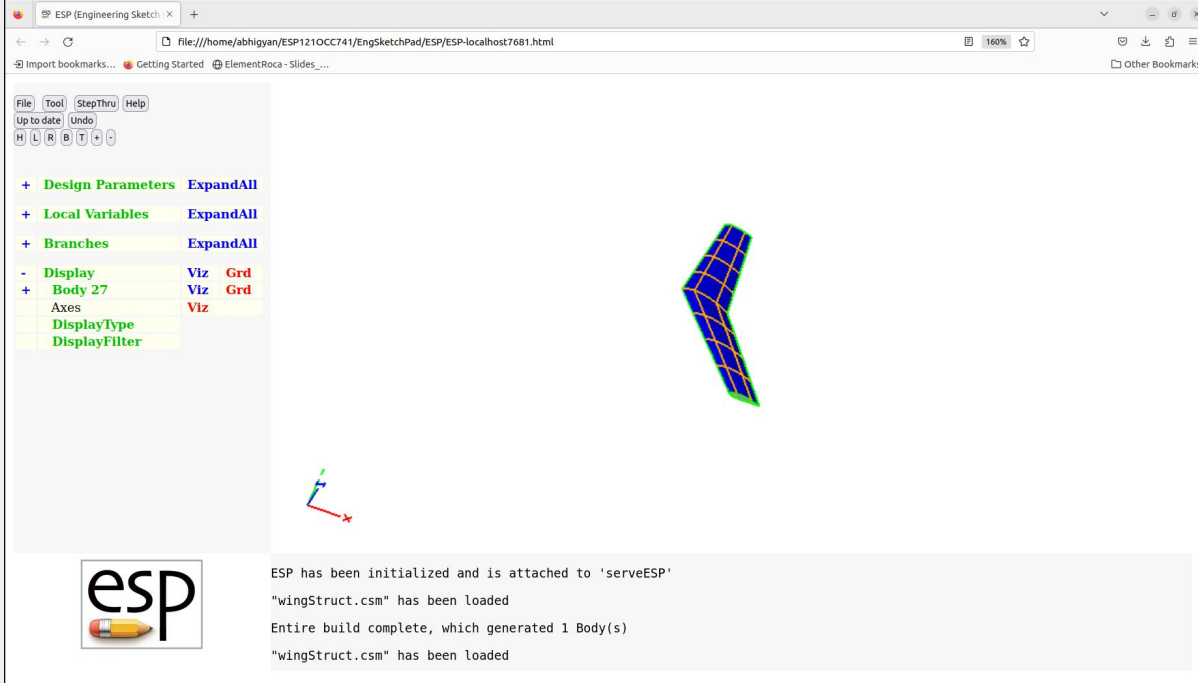 ESP (Engineering Sketch
file:///home/abhigyan/ESP121OCC741/EngSketchPad/ESP/ESP-localhost7681.html
160%
Import bookmarks... Getting Started ElementRoca - Slides_...
Other Bookmarks
File Tool StepThru Help
Up to date Undo
H L R B T + -
+ Design Parameters ExpandAll
+ Local Variables ExpandAll
+ Branches ExpandAll
- Display Viz Grd
+ Body 27 Viz Grd
Axes Viz
DisplayType
DisplayFilter
x
esp
ESP has been initialized and is attached to 'serveESP'
"wingStruct.csm" has been loaded
Entire build complete, which generated 1 Body(s)
"wingStruct.csm" has been loaded